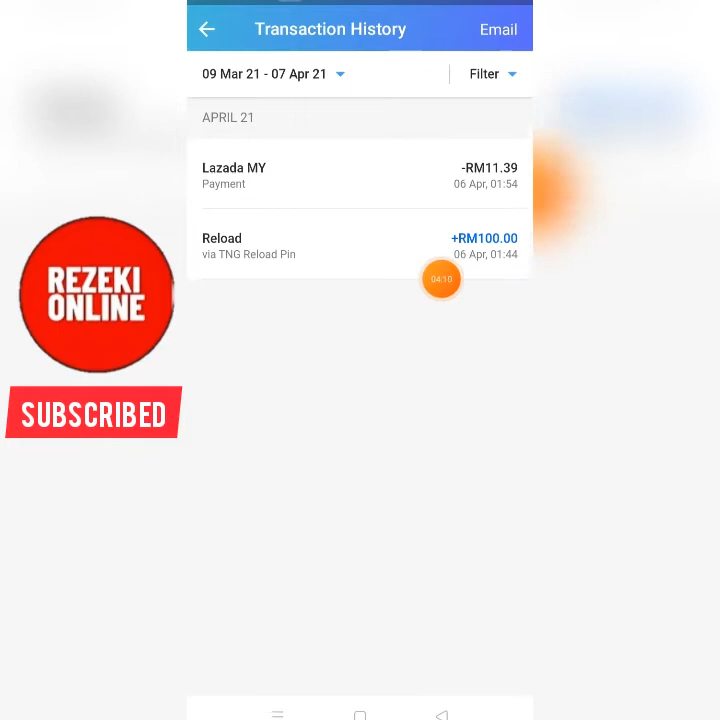 Transaction History
Email
09 Mar 21 - 07 Apr 21
Filter
APRIL 21
Lazada MY
-RM11.39
Payment
06 Apr, 01:54
Reload
+RM100.00
via TNG Reload Pin
06 Apr, 01:44
04:10
REZEKI
ONLINE
SUBSCRIBED